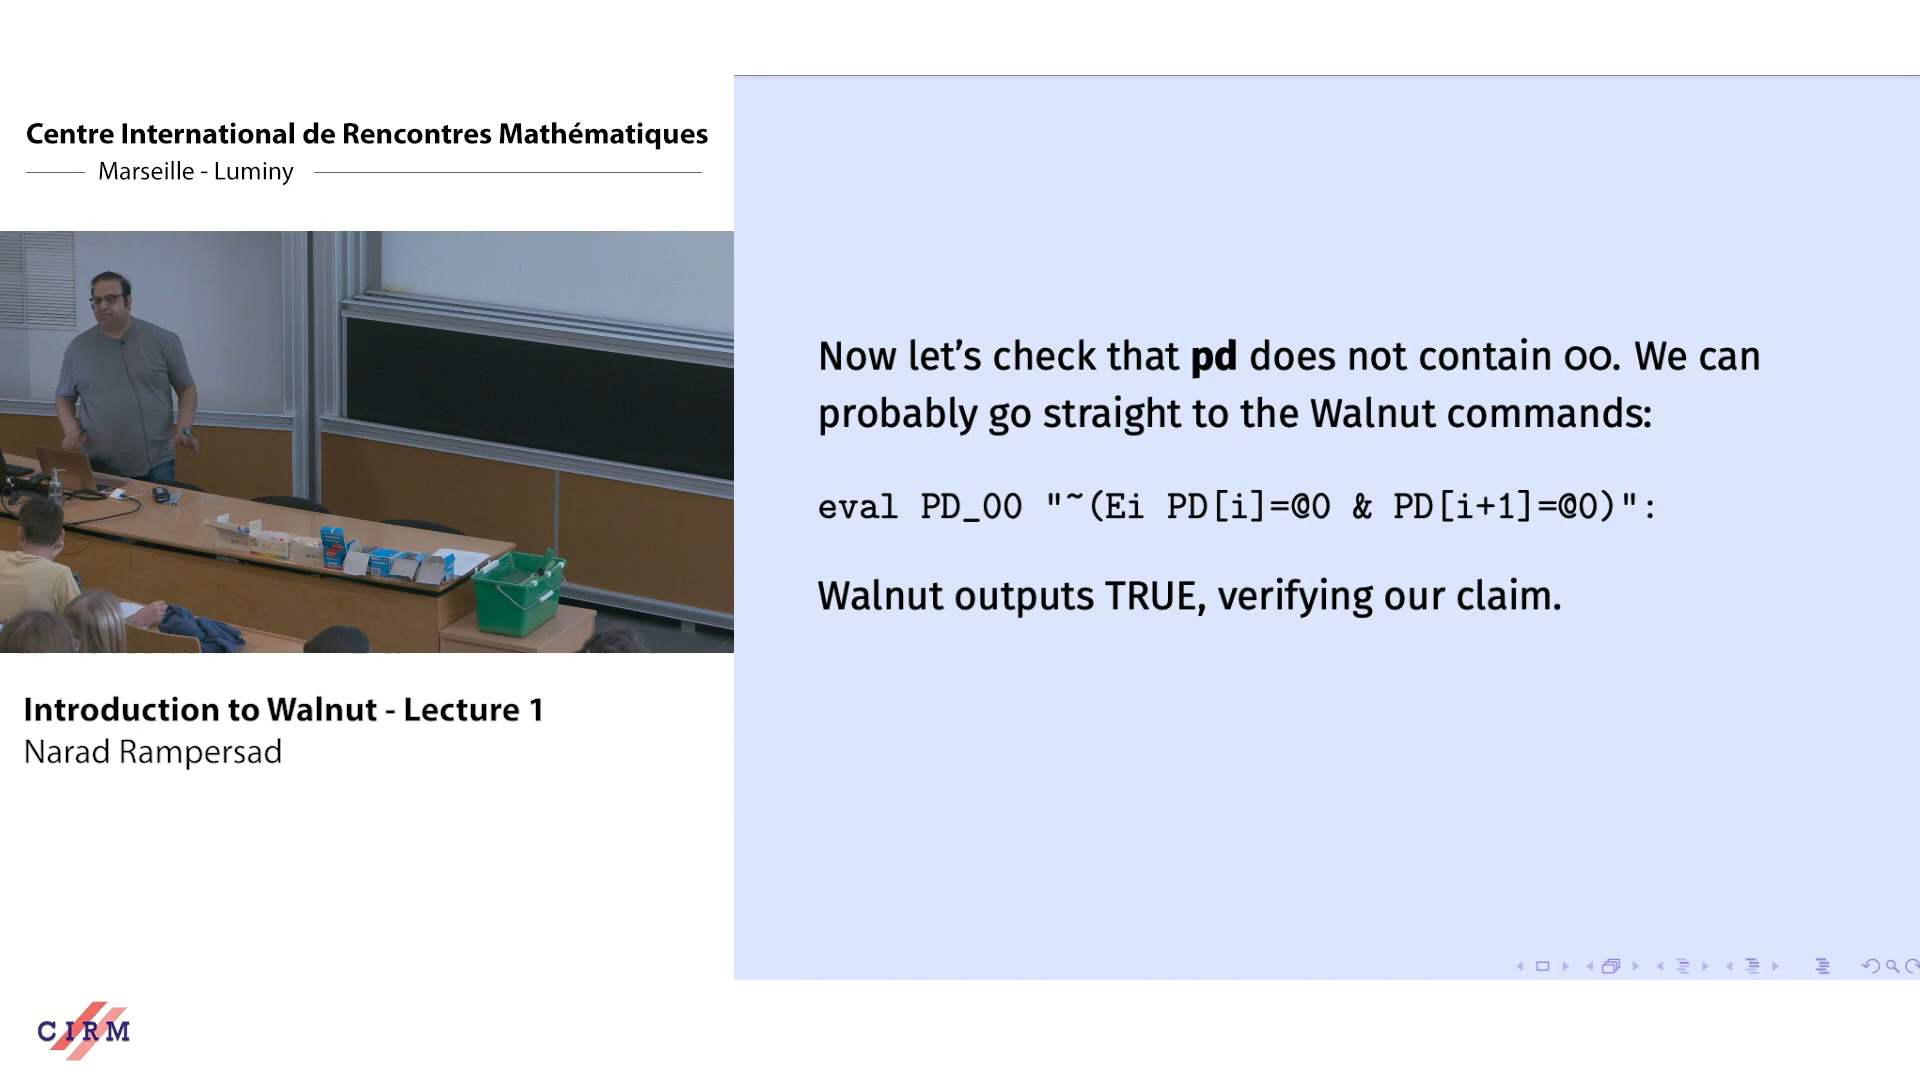 Centre International de Rencontres Mathématiques
Marseille - Luminy
Now let's check that pd does not contain 00. We can
probably go straight to the Walnut commands:
eval PD_00 "~(Ei PD[i]=@0 & PD[i+1]=@0)":
Walnut outputs TRUE, verifying our claim.
Introduction to Walnut - Lecture 1
Narad Rampersad
CIRM